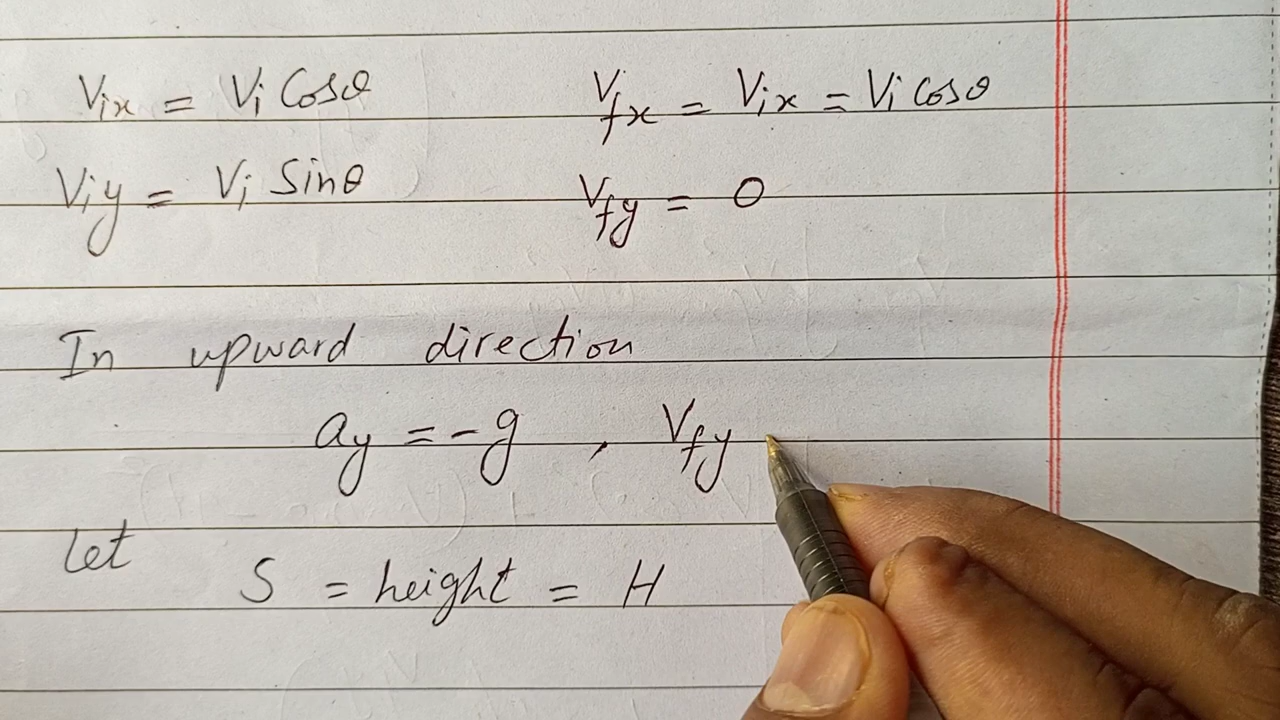 Vix = Vi Cosθ Vfx = Vix = Vi Cosθ
Viy = Vi Sinθ Vfy = 0
In upward direction
ay = -g , Vfy
Let S = height = H